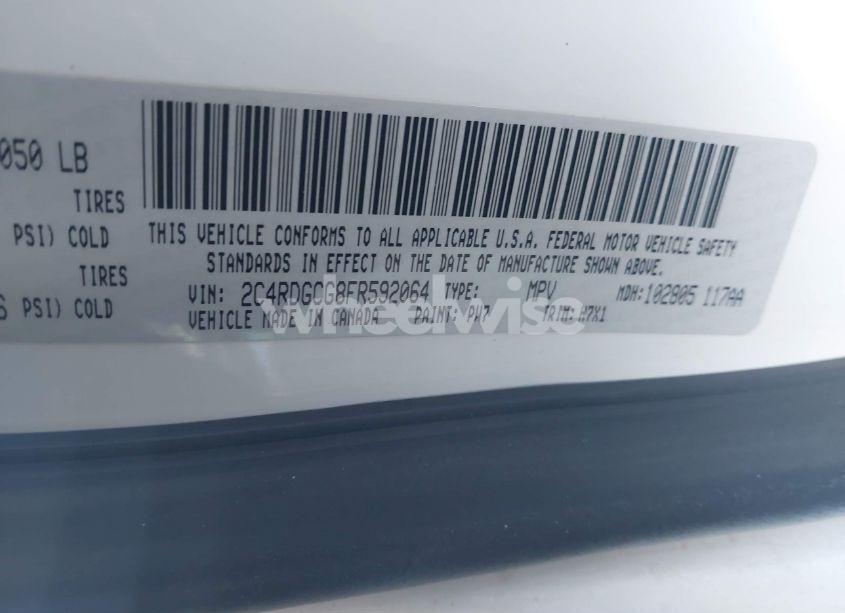 050 LB
TIRES
PSI) COLD
TIRES
PSI) COLD
THIS VEHICLE CONFORMS TO ALL APPLICABLE U.S.A. FEDERAL MOTOR VEHICLE SAFETY
STANDARDS IN EFFECT ON THE DATE OF MANUFACTURE SHOWN ABOVE.
VIN: 2C4RDGCG8FR592064 TYPE: MPV MDH: 102805 117AA
VEHICLE MADE IN CANADA PAINT: PW7 TRIM: H7X1
wheelwise